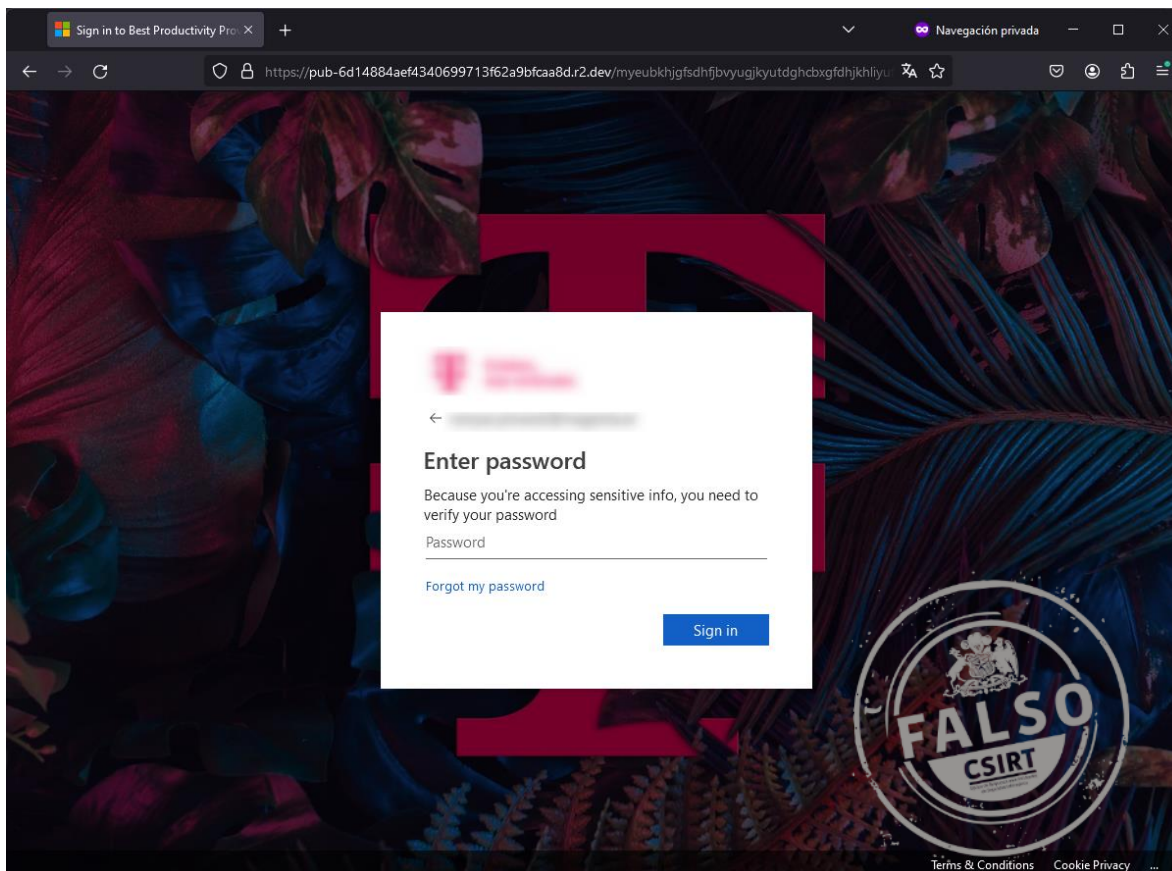 Sign in to Best Productivity Pro
Navegación privada
https://pub-6d14884aef4340699713f62a9bfcaa8d.r2.dev/myeubkhjgfsdhfjbvyugjkyutdghcbxgfdhjkhliyu
Enter password
Because you're accessing sensitive info, you need to
verify your password
Password
Forgot my password
Sign in
FALSO
CSIRT
Terms & Conditions Cookie Privacy ...